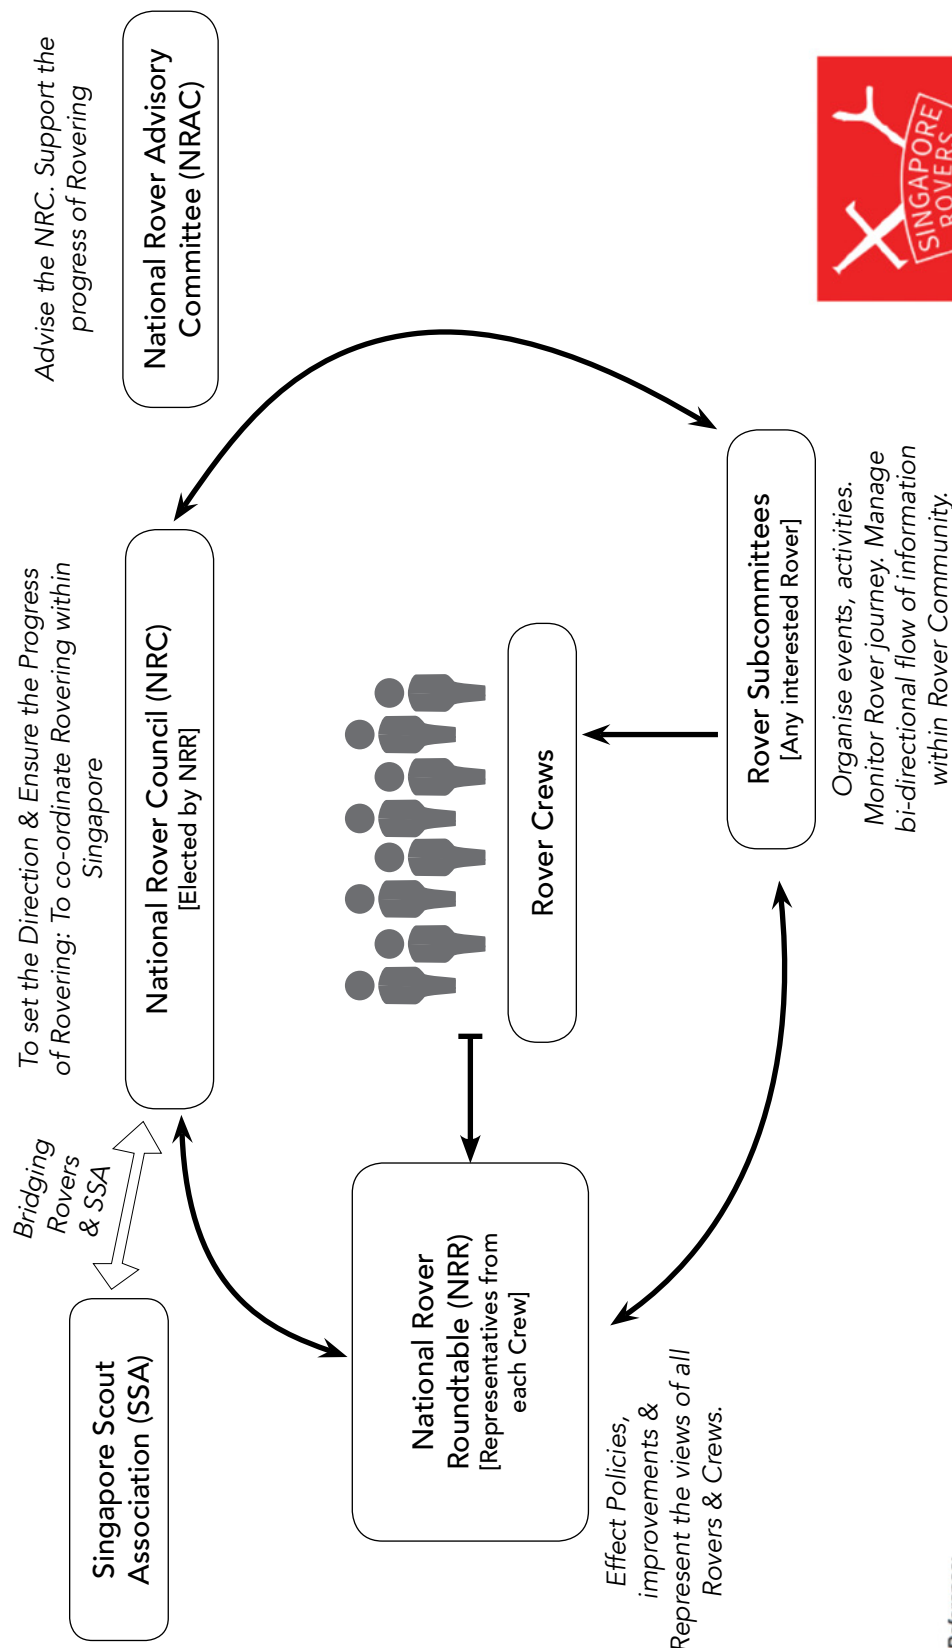 Singapore Scout
Association (SSA)
Bridging
Rovers
& SSA
To set the Direction & Ensure the Progress
of Rovering: To co-ordinate Rovering within
Singapore
National Rover Council (NRC)
[Elected by NRR]
Advise the NRC. Support the
progress of Rovering
National Rover Advisory
Committee (NRAC)
National Rover
Roundtable (NRR)
[Representatives from
each Crew]
Effect Policies,
improvements &
Represent the views of all
Rovers & Crews.
Rover Crews
Rover Subcommittees
[Any interested Rover]
Organise events, activities.
Monitor Rover journey. Manage
bi-directional flow of information
within Rover Community.
SINGAPORE
ROVERS